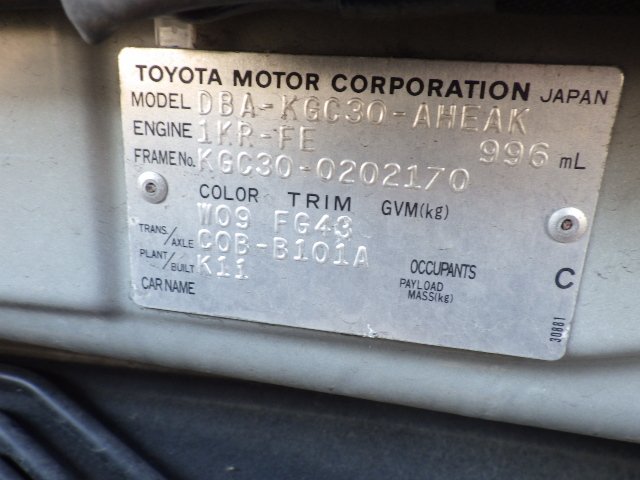 TOYOTA MOTOR CORPORATION JAPAN
MODEL DBA-KGC30-AHEAK
ENGINE 1KR-FE 996 mL
FRAME No. KGC30-0202170
COLOR TRIM GVM(kg)
W09 FG43
TRANS./AXLE C0B-B101A
PLANT/BUILT K11 OCCUPANTS C
CAR NAME PAYLOAD MASS(kg)
30881